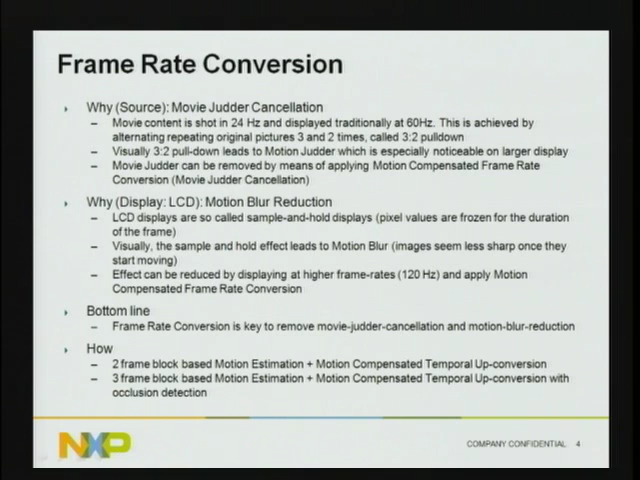 Frame Rate Conversion
Why (Source): Movie Judder Cancellation
– Movie content is shot in 24 Hz and displayed traditionally at 60Hz. This is achieved by
alternating repeating original pictures 3 and 2 times, called 3:2 pulldown
– Visually 3:2 pull-down leads to Motion Judder which is especially noticeable on larger display
– Movie Judder can be removed by means of applying Motion Compensated Frame Rate
Conversion (Movie Judder Cancellation)
Why (Display: LCD): Motion Blur Reduction
– LCD displays are so called sample-and-hold displays (pixel values are frozen for the duration
of the frame)
– Visually, the sample and hold effect leads to Motion Blur (images seem less sharp once they
start moving)
– Effect can be reduced by displaying at higher frame-rates (120 Hz) and apply Motion
Compensated Frame Rate Conversion
Bottom line
– Frame Rate Conversion is key to remove movie-judder-cancellation and motion-blur-reduction
How
– 2 frame block based Motion Estimation + Motion Compensated Temporal Up-conversion
– 3 frame block based Motion Estimation + Motion Compensated Temporal Up-conversion with
occlusion detection
NXP
COMPANY CONFIDENTIAL 4